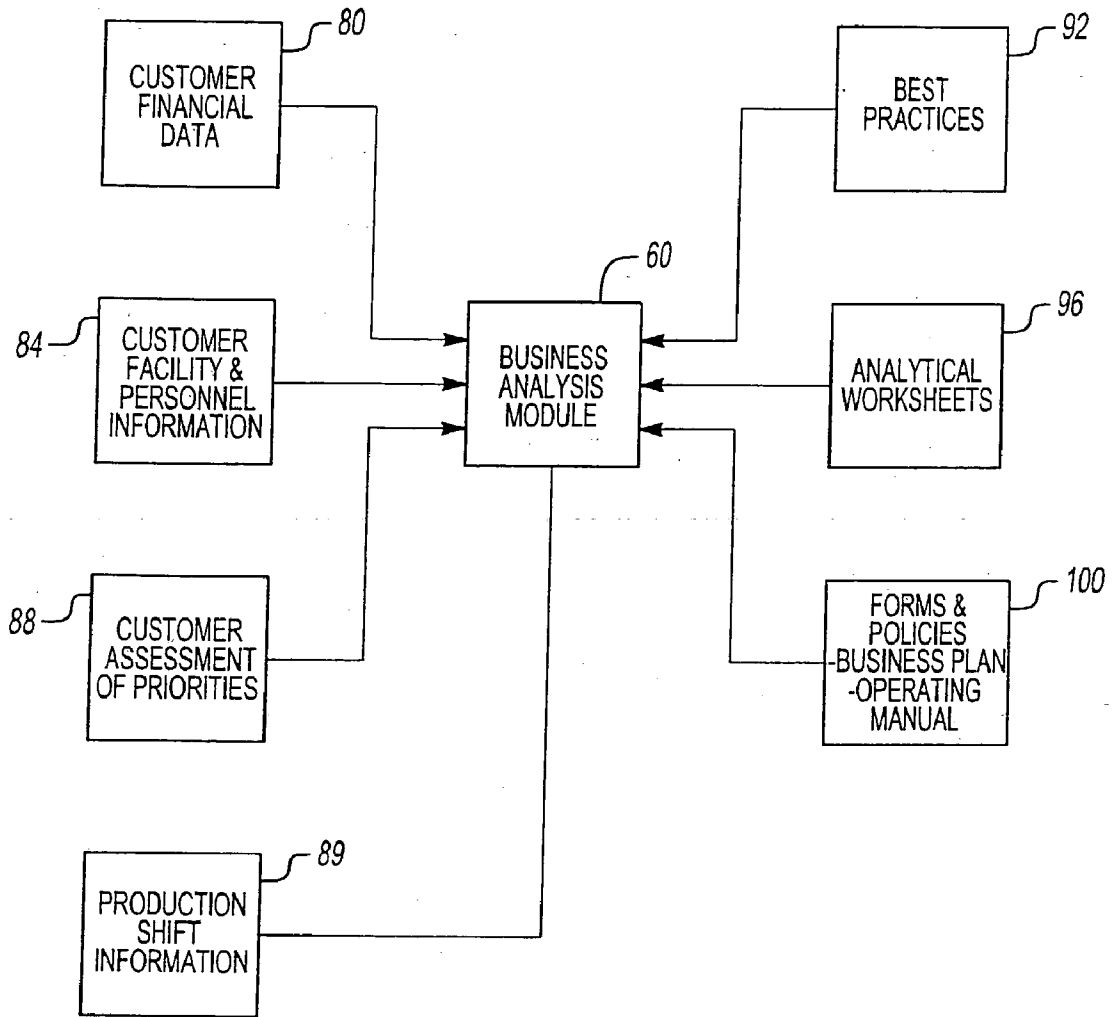 80
CUSTOMER
FINANCIAL
DATA
92
BEST
PRACTICES
60
BUSINESS
ANALYSIS
MODULE
84
CUSTOMER
FACILITY &
PERSONNEL
INFORMATION
96
ANALYTICAL
WORKSHEETS
88
CUSTOMER
ASSESSMENT
OF PRIORITIES
100
FORMS &
POLICIES
-BUSINESS PLAN
-OPERATING
MANUAL
89
PRODUCTION
SHIFT
INFORMATION